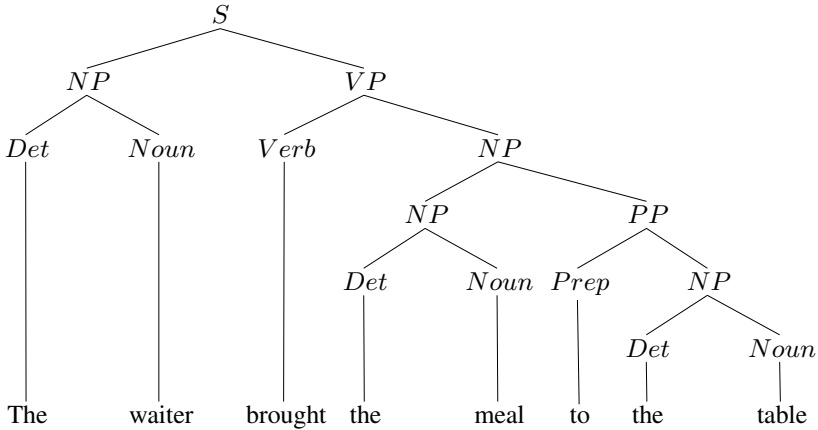 S
NP VP
Det Noun Verb NP
NP PP
Det Noun Prep NP
Det Noun
The waiter brought the meal to the table